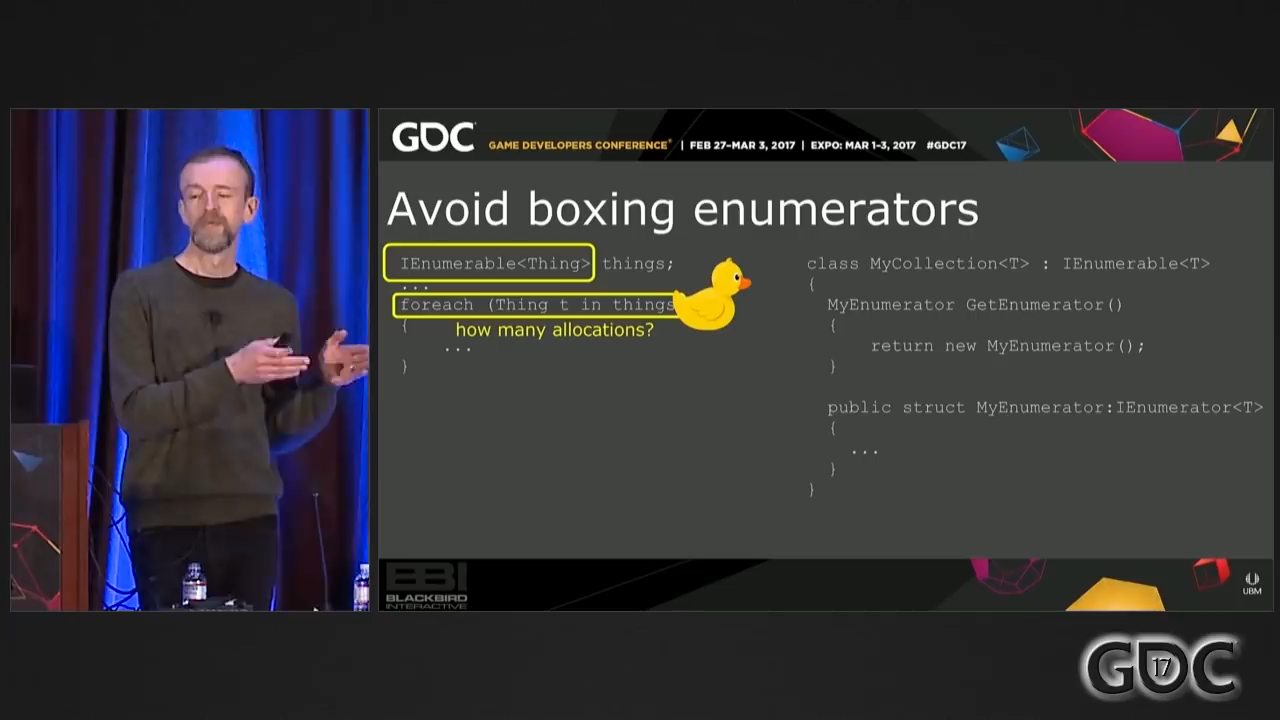 GDC GAME DEVELOPERS CONFERENCE® | FEB 27–MAR 3, 2017 | EXPO: MAR 1–3, 2017 #GDC17
Avoid boxing enumerators
IEnumerable<Thing> things;
...
foreach (Thing t in things
{
how many allocations?
...
}
class MyCollection<T> : IEnumerable<T>
{
MyEnumerator GetEnumerator()
{
return new MyEnumerator();
}
public struct MyEnumerator:IEnumerator<T>
{
...
}
}
BBI
BLACKBIRD
INTERACTIVE
UBM
GDC
17